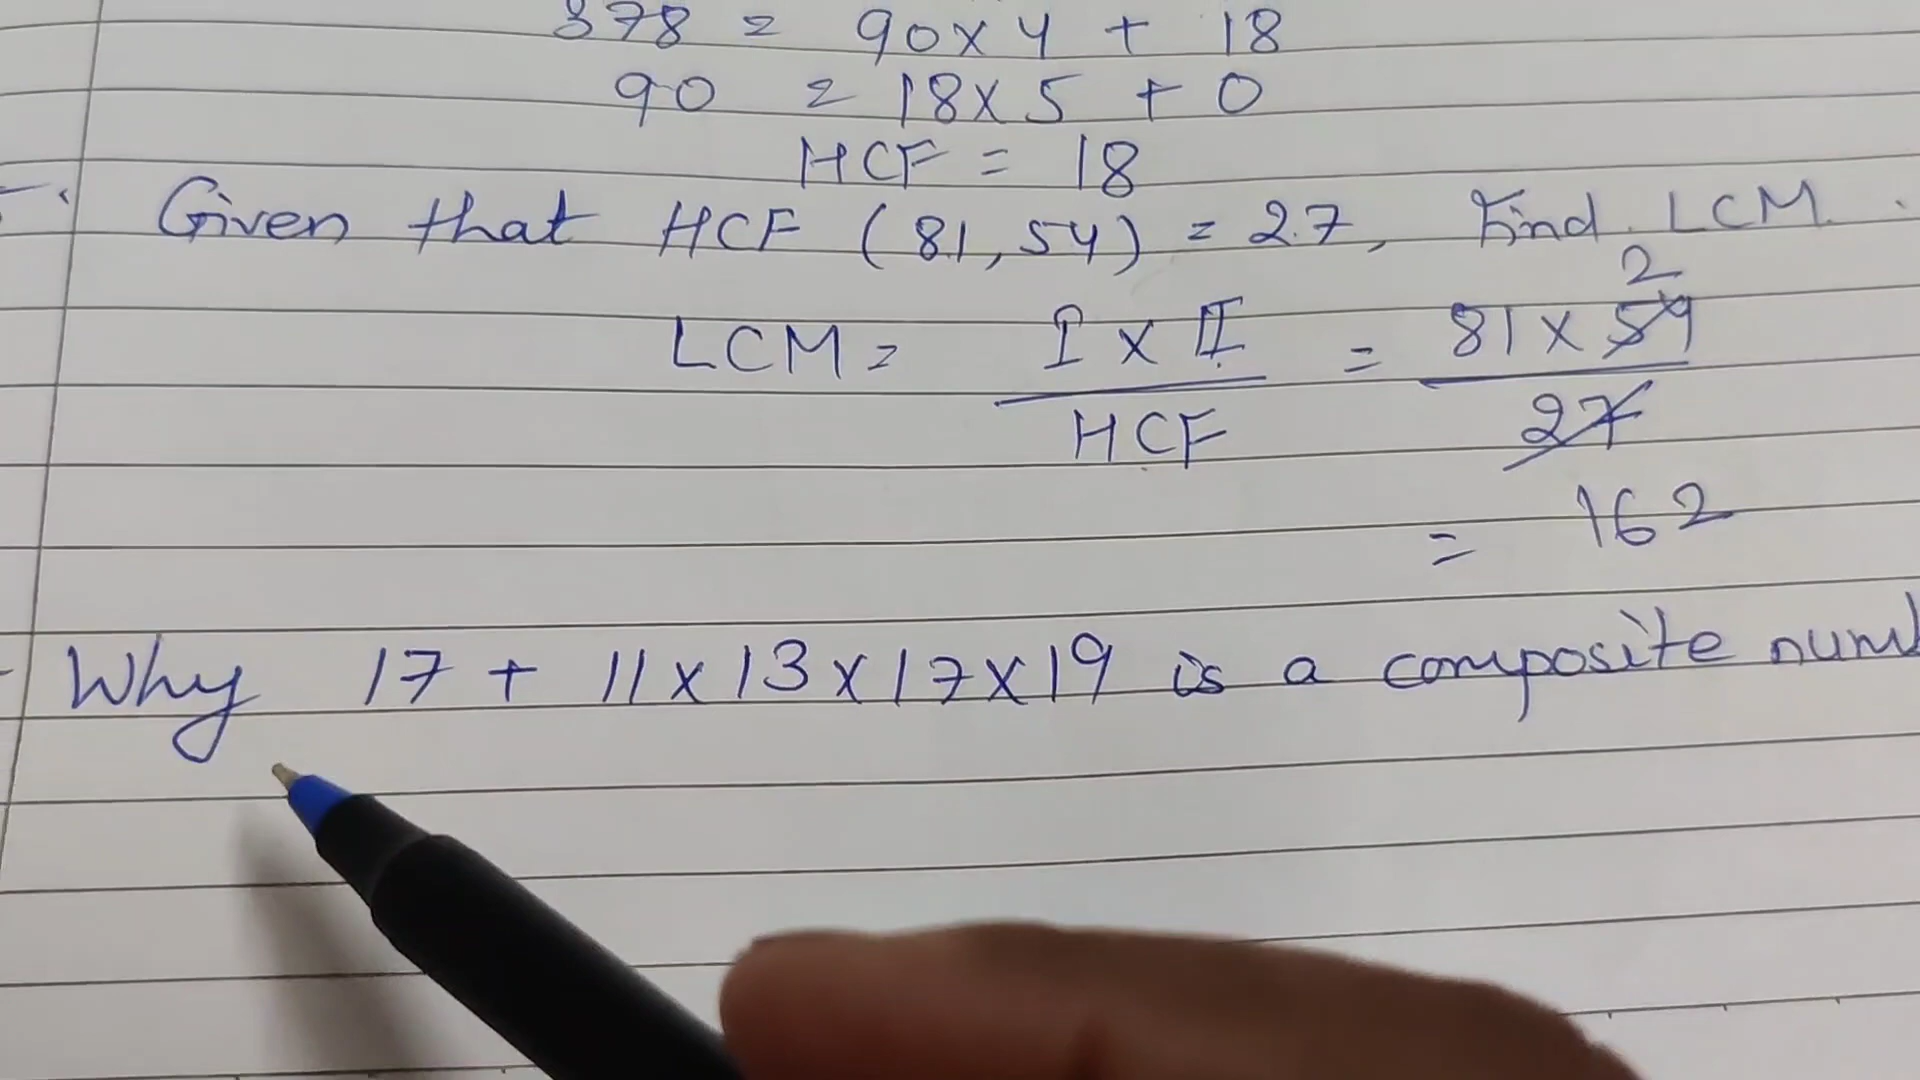 378 = 90 x 4 + 18
90 = 18 x 5 + 0
HCF = 18
Given that HCF (81, 54) = 27, Find LCM.
LCM = I x II / HCF = 81 x 54 / 27
2
= 162
Why 17 + 11 x 13 x 17 x 19 is a composite num